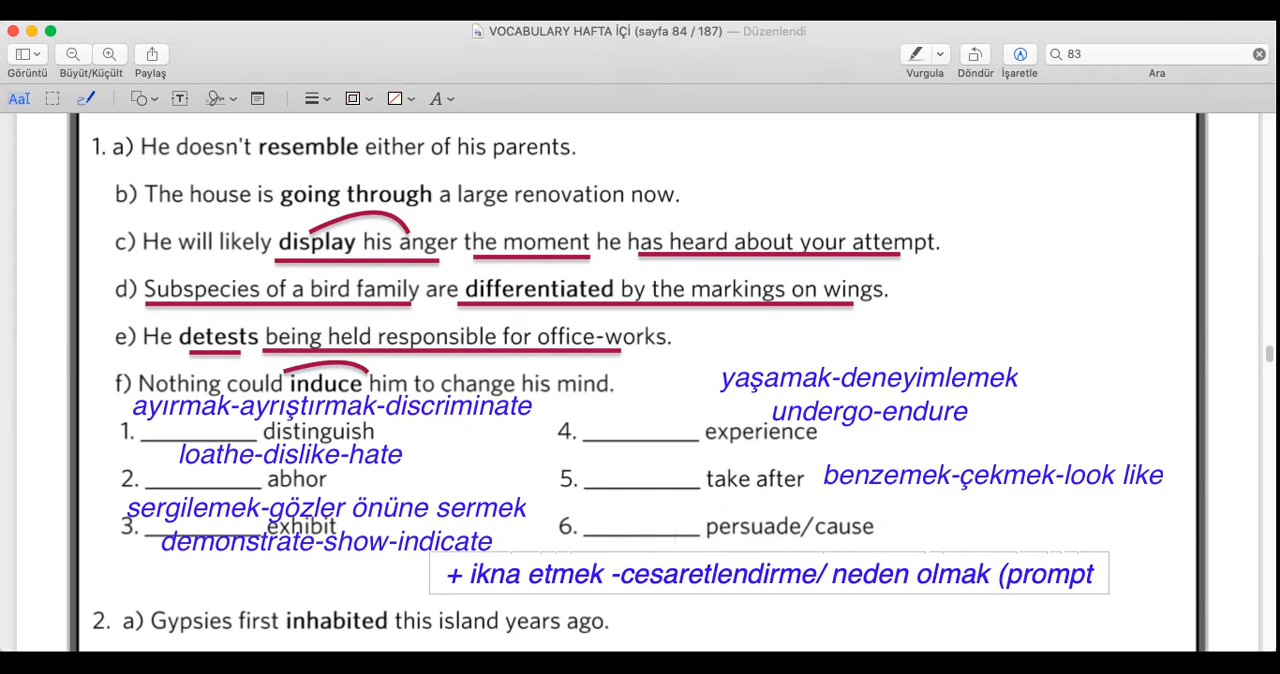 VOCABULARY HAFTA İÇİ (sayfa 84 / 187) — Düzenlendi
83
Görüntü Büyüt/Küçült Paylaş Vurgula Döndür İşaretle Ara
AaI T A
1. a) He doesn't resemble either of his parents.
b) The house is going through a large renovation now.
c) He will likely display his anger the moment he has heard about your attempt.
d) Subspecies of a bird family are differentiated by the markings on wings.
e) He detests being held responsible for office-works.
f) Nothing could induce him to change his mind.
yaşamak-deneyimlemek
ayırmak-ayrıştırmak-discriminate
undergo-endure
1. __________ distinguish 4. __________ experience
loathe-dislike-hate
2. __________ abhor 5. __________ take after benzemek-çekmek-look like
sergilemek-gözler önüne sermek
3. __________ exhibit 6. __________ persuade/cause
demonstrate-show-indicate
+ ikna etmek -cesaretlendirme/ neden olmak (prompt
2. a) Gypsies first inhabited this island years ago.